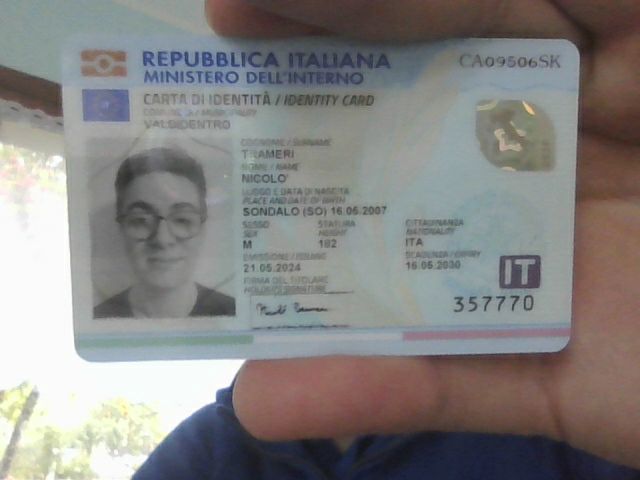 REPUBBLICA ITALIANA
MINISTERO DELL'INTERNO
CA09506SK
CARTA DI IDENTITÀ / IDENTITY CARD
COMUNE DI / MUNICIPALITY
VALDIDENTRO
COGNOME / SURNAME
TRAMERI
NOME / NAME
NICOLO'
LUOGO E DATA DI NASCITA
PLACE AND DATE OF BIRTH
SONDALO (SO) 16.05.2007
SESSO
SEX
M
STATURA
HEIGHT
182
CITTADINANZA
NATIONALITY
ITA
EMISSIONE / ISSUING
21.05.2024
SCADENZA / EXPIRY
16.05.2030
FIRMA DEL TITOLARE
HOLDER'S SIGNATURE
IT
357770